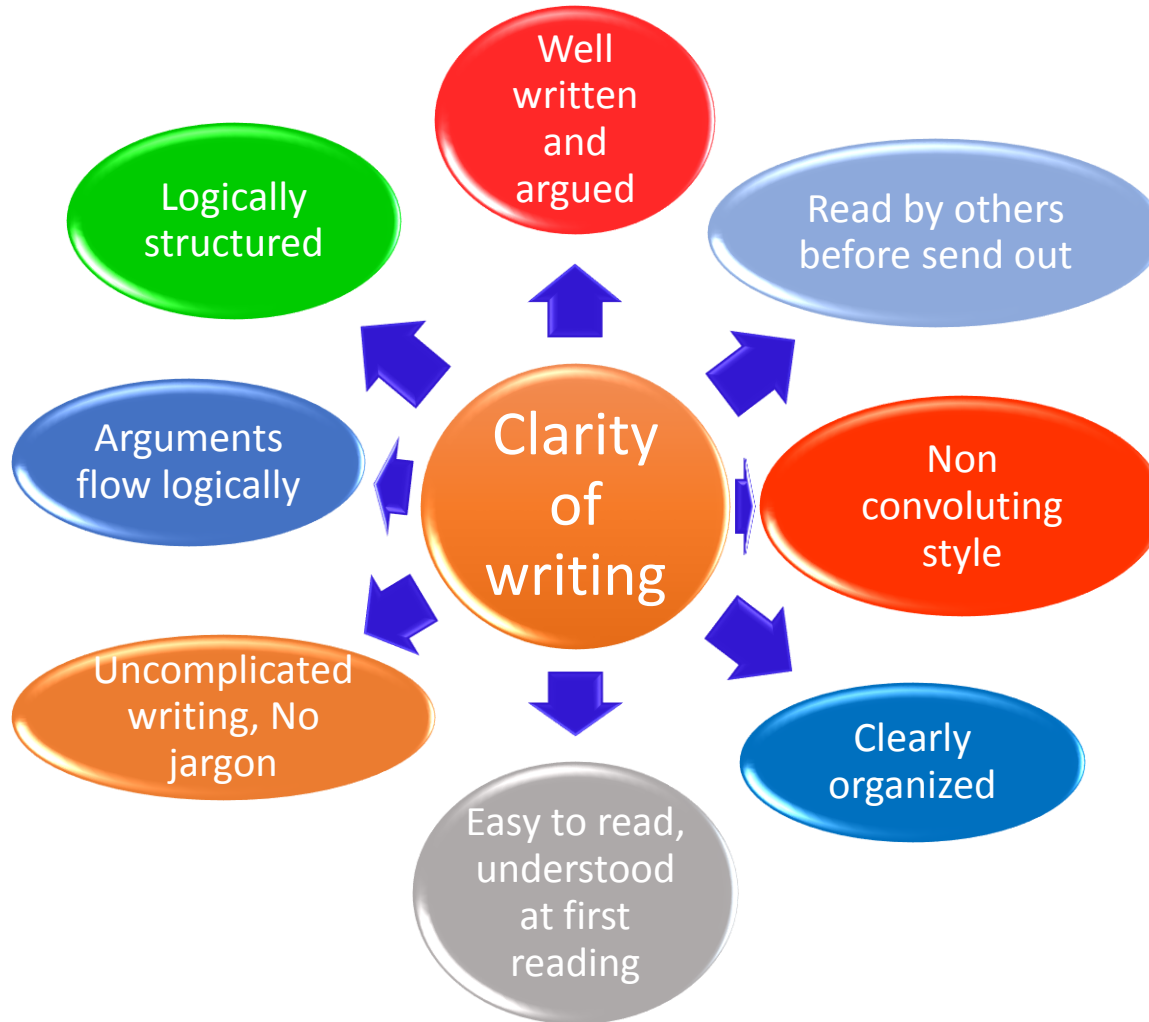 Well
written
and
argued
Logically
structured
Read by others
before send out
Arguments
flow logically
Clarity
of
writing
Non
convoluting
style
Uncomplicated
writing, No
jargon
Clearly
organized
Easy to read,
understood
at first
reading